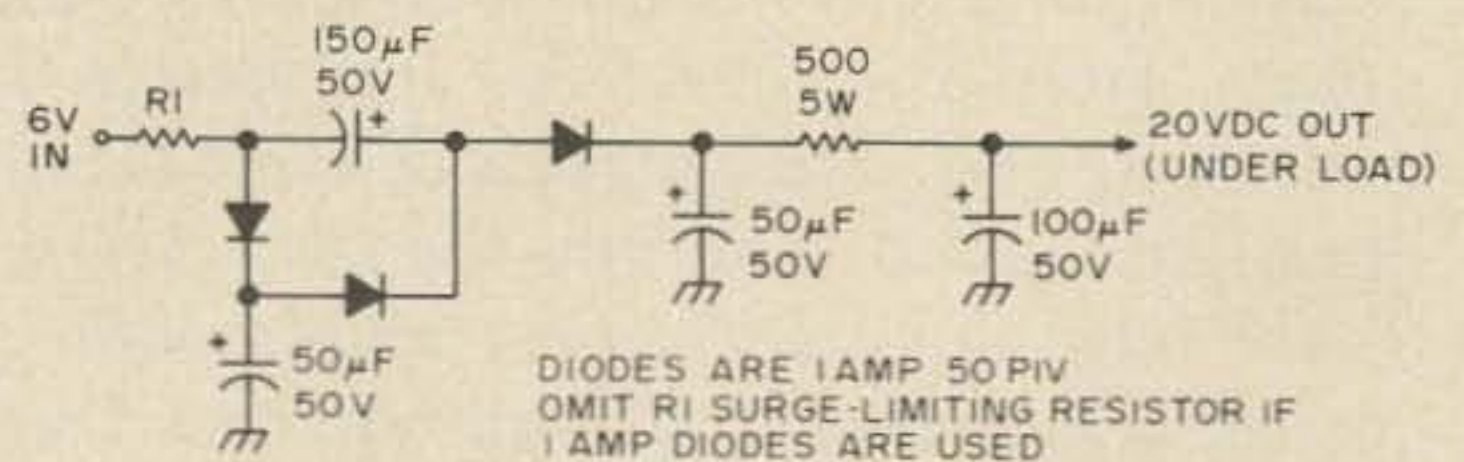 150µF
50V
R1
6V
IN
+
500
5W
20VDC OUT
(UNDER LOAD)
+
50µF
50V
+
100µF
50V
+
50µF
50V
DIODES ARE 1 AMP 50 PIV
OMIT R1 SURGE-LIMITING RESISTOR IF
1 AMP DIODES ARE USED